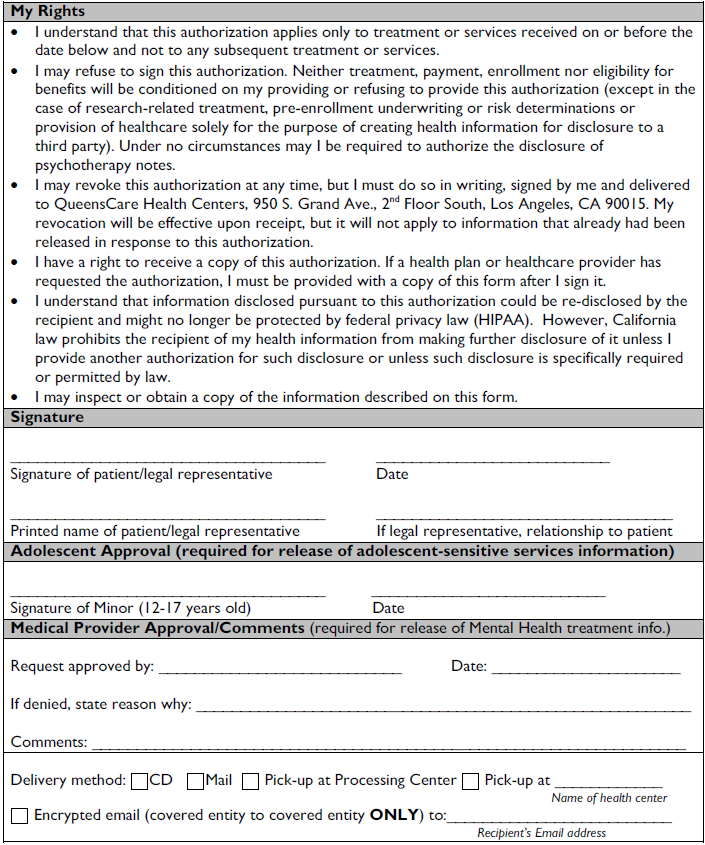 My Rights
• I understand that this authorization applies only to treatment or services received on or before the
date below and not to any subsequent treatment or services.
• I may refuse to sign this authorization. Neither treatment, payment, enrollment nor eligibility for
benefits will be conditioned on my providing or refusing to provide this authorization (except in the
case of research-related treatment, pre-enrollment underwriting or risk determinations or
provision of healthcare solely for the purpose of creating health information for disclosure to a
third party). Under no circumstances may I be required to authorize the disclosure of
psychotherapy notes.
• I may revoke this authorization at any time, but I must do so in writing, signed by me and delivered
to QueensCare Health Centers, 950 S. Grand Ave., 2nd Floor South, Los Angeles, CA 90015. My
revocation will be effective upon receipt, but it will not apply to information that already had been
released in response to this authorization.
• I have a right to receive a copy of this authorization. If a health plan or healthcare provider has
requested the authorization, I must be provided with a copy of this form after I sign it.
• I understand that information disclosed pursuant to this authorization could be re-disclosed by the
recipient and might no longer be protected by federal privacy law (HIPAA). However, California
law prohibits the recipient of my health information from making further disclosure of it unless I
provide another authorization for such disclosure or unless such disclosure is specifically required
or permitted by law.
• I may inspect or obtain a copy of the information described on this form.
Signature
Signature of patient/legal representative Date
Printed name of patient/legal representative If legal representative, relationship to patient
Adolescent Approval (required for release of adolescent-sensitive services information)
Signature of Minor (12-17 years old) Date
Medical Provider Approval/Comments (required for release of Mental Health treatment info.)
Request approved by: ____________ Date: ____________
If denied, state reason why: ____________
Comments: ____________
Delivery method: ☐ CD ☐ Mail ☐ Pick-up at Processing Center ☐ Pick-up at ____________
Name of health center
☐ Encrypted email (covered entity to covered entity ONLY) to: ____________
Recipient's Email address